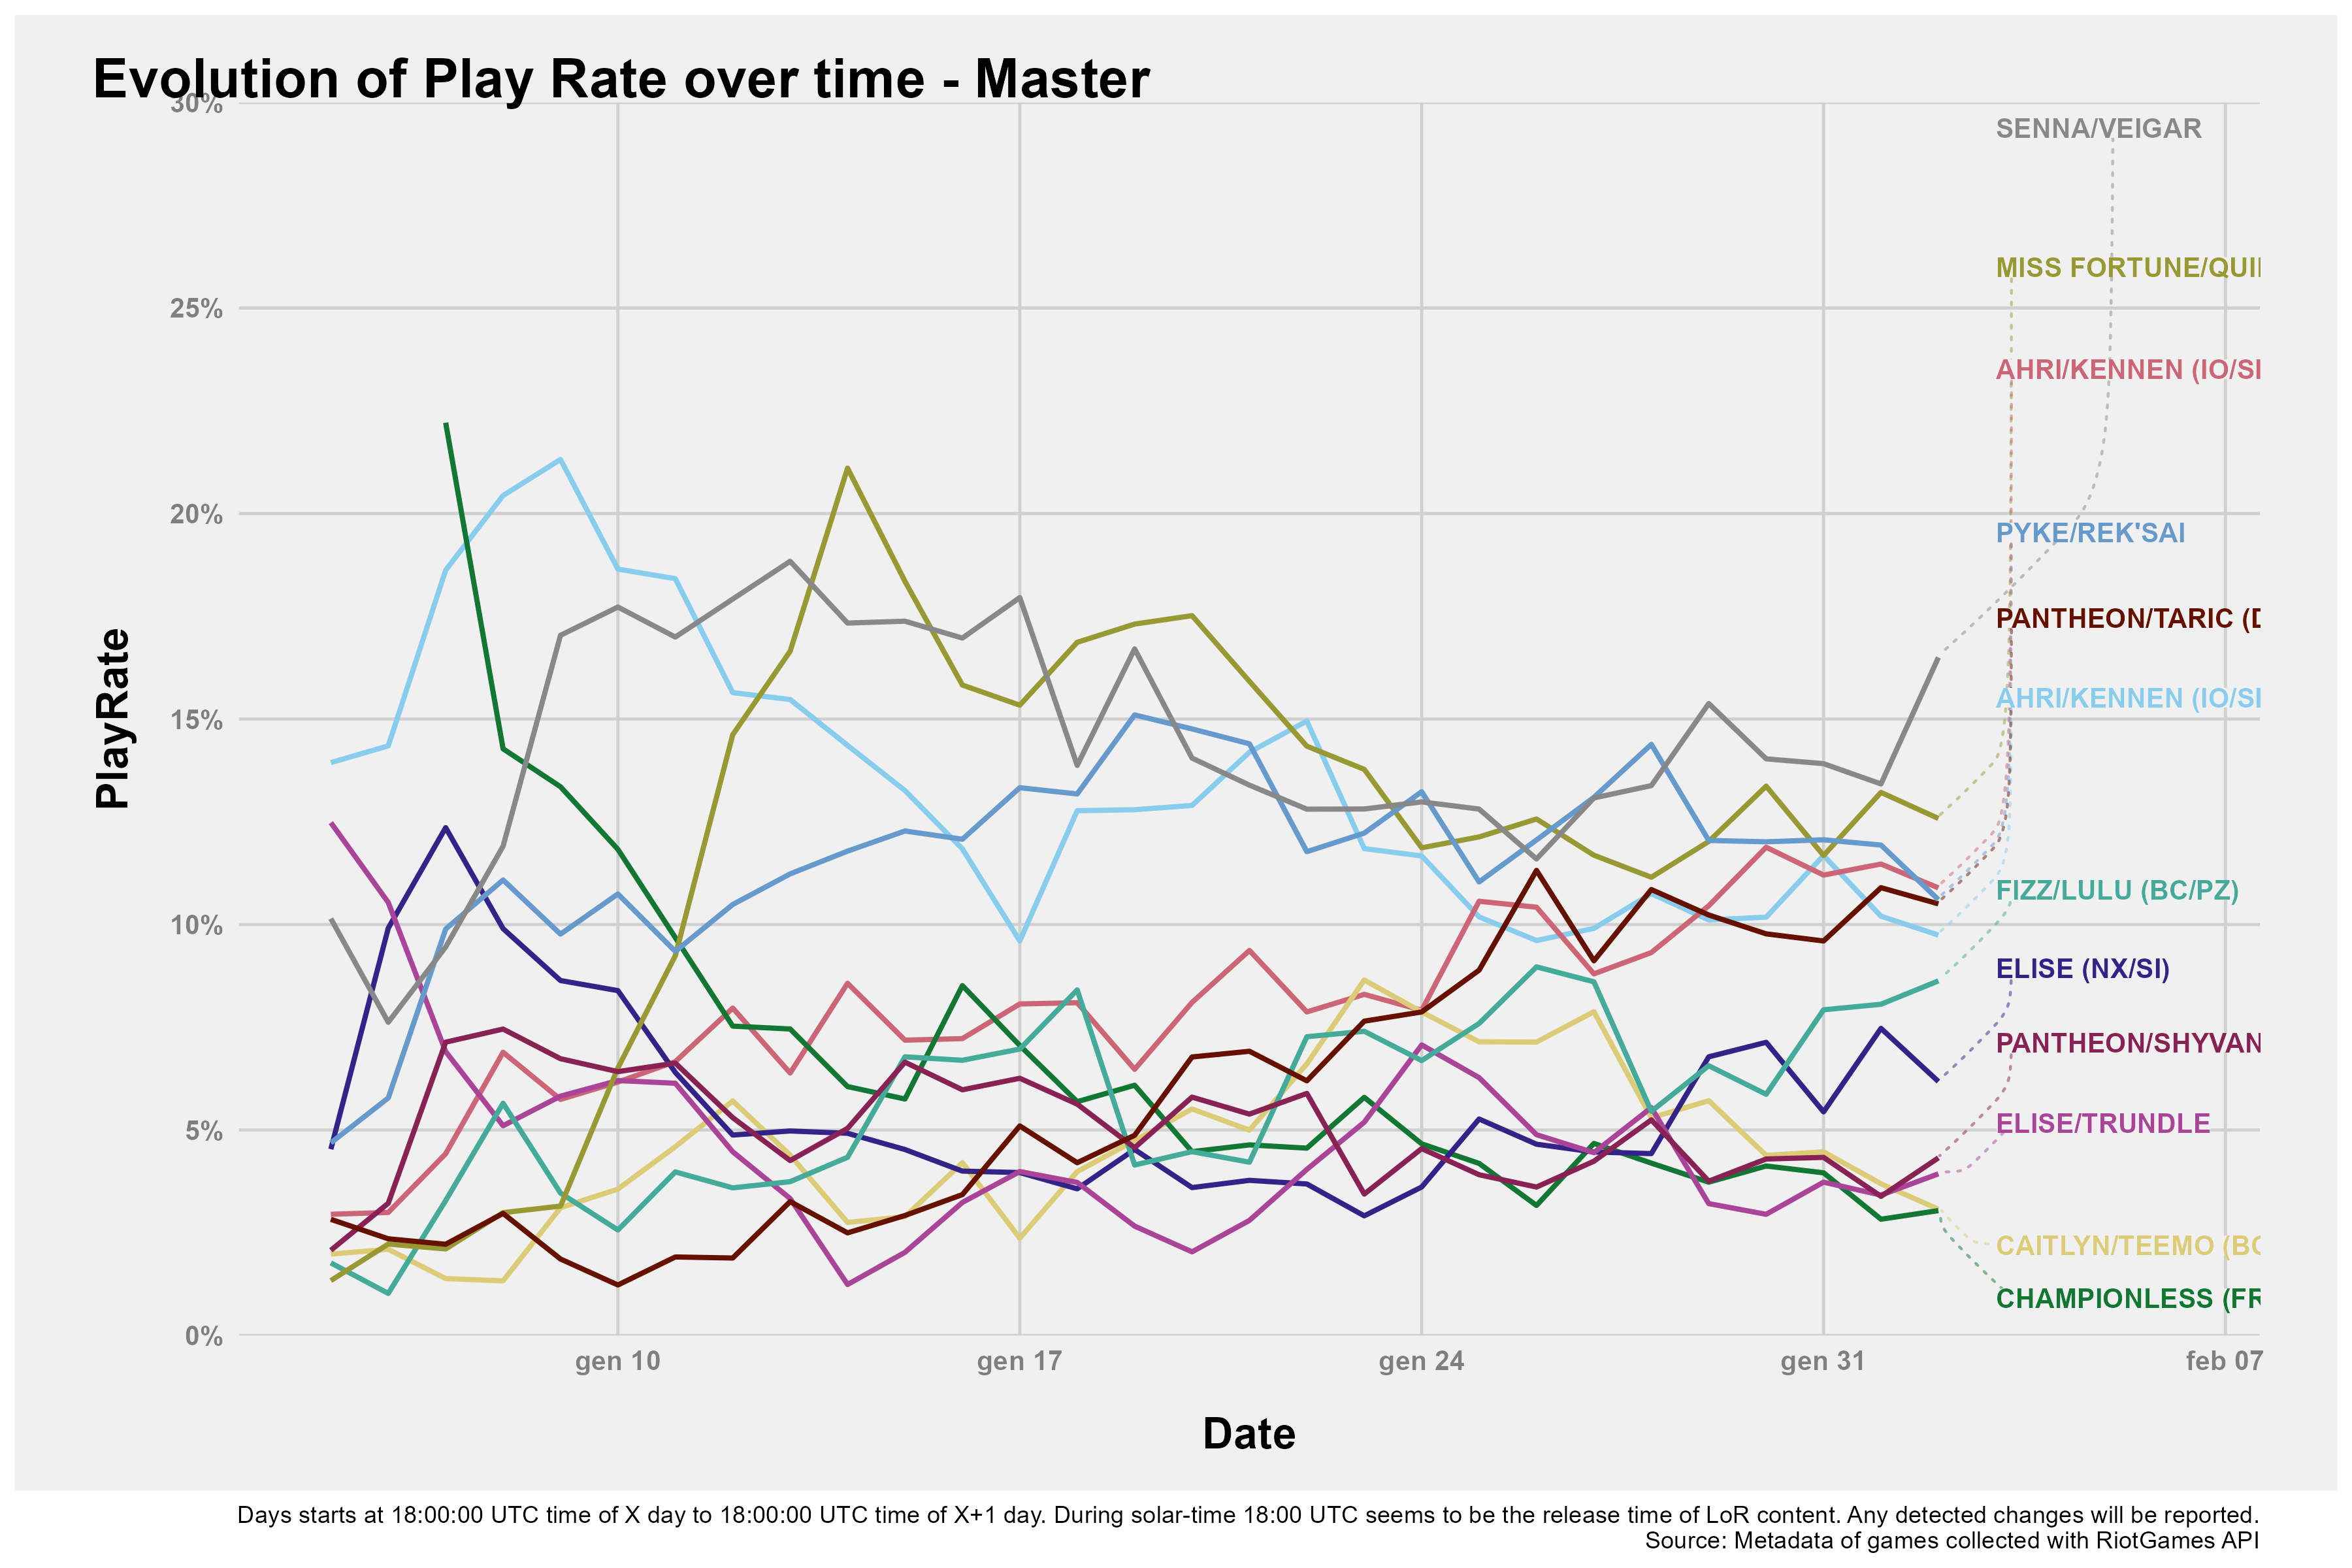 Evolution of Play Rate over time - Master
30%
25%
20%
15%
10%
5%
0%
PlayRate
SENNA/VEIGAR
MISS FORTUNE/QUI
AHRI/KENNEN (IO/SI
PYKE/REK'SAI
PANTHEON/TARIC (D
AHRI/KENNEN (IO/SI
FIZZ/LULU (BC/PZ)
ELISE (NX/SI)
PANTHEON/SHYVAN
ELISE/TRUNDLE
CAITLYN/TEEMO (BC
CHAMPIONLESS (FR
gen 10 gen 17 gen 24 gen 31 feb 07
Date
Days starts at 18:00:00 UTC time of X day to 18:00:00 UTC time of X+1 day. During solar-time 18:00 UTC seems to be the release time of LoR content. Any detected changes will be reported.
Source: Metadata of games collected with RiotGames API